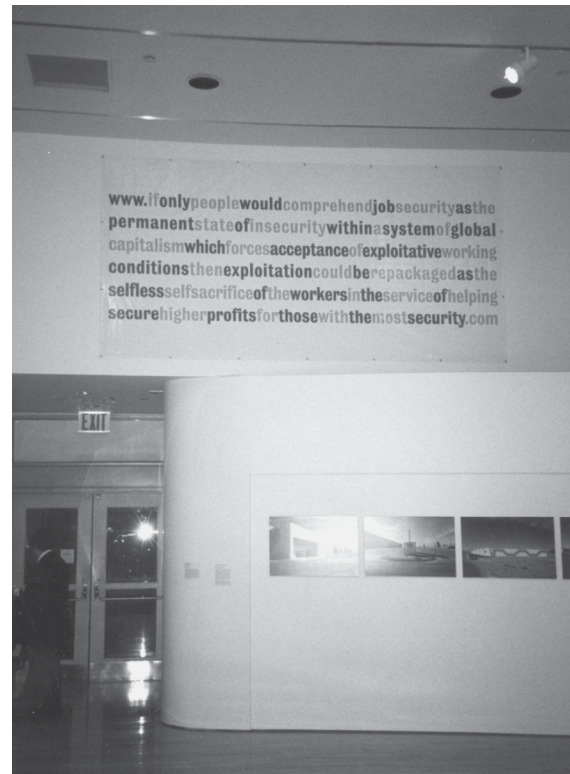 www.ifonlypeoplewouldcomprehendjobsecurityasthe
permanentstateofinsecuritywithinasystemofglobal
capitalismwhichforcesacceptanceofexploitativeworking
conditionsthenexploitationcouldberepackagedasthe
selflessselfsacrificeoftheworkersintheserviceofhelping
securehigherprofitsforthosewiththemostsecurity.com
EXIT